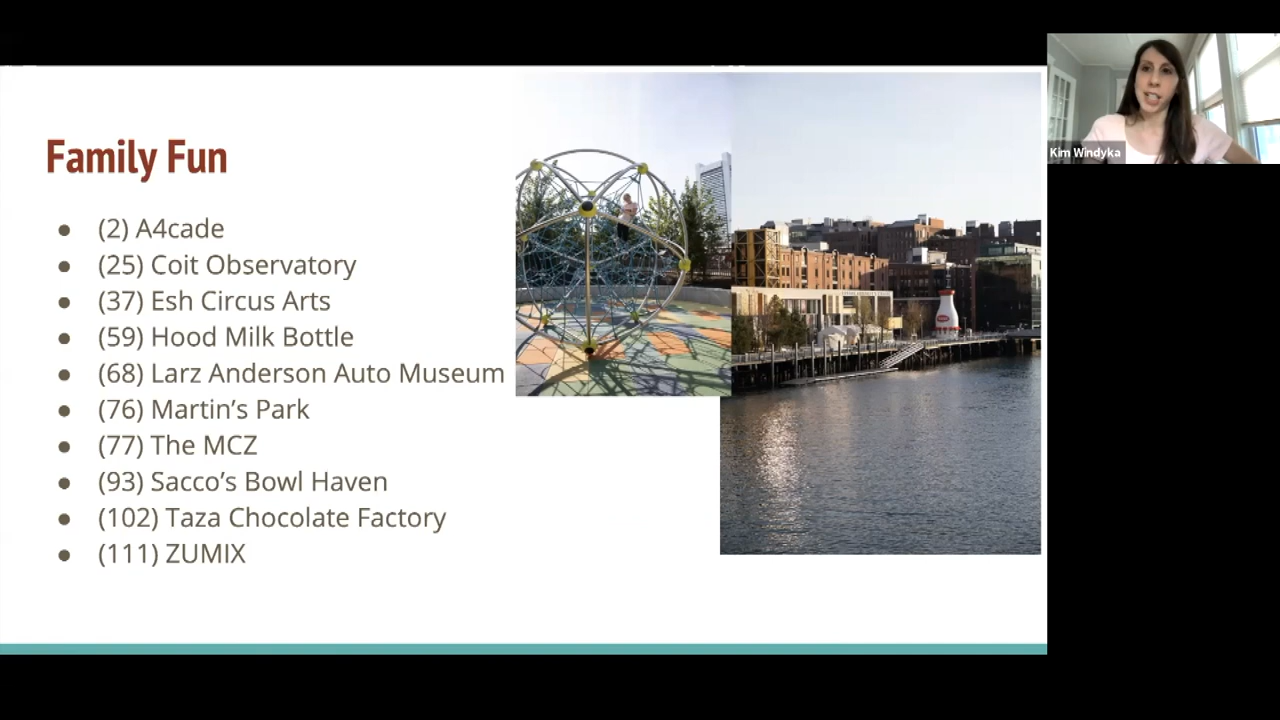 Family Fun
(2) A4cade
(25) Coit Observatory
(37) Esh Circus Arts
(59) Hood Milk Bottle
(68) Larz Anderson Auto Museum
(76) Martin's Park
(77) The MCZ
(93) Sacco's Bowl Haven
(102) Taza Chocolate Factory
(111) ZUMIX
Kim Windyka